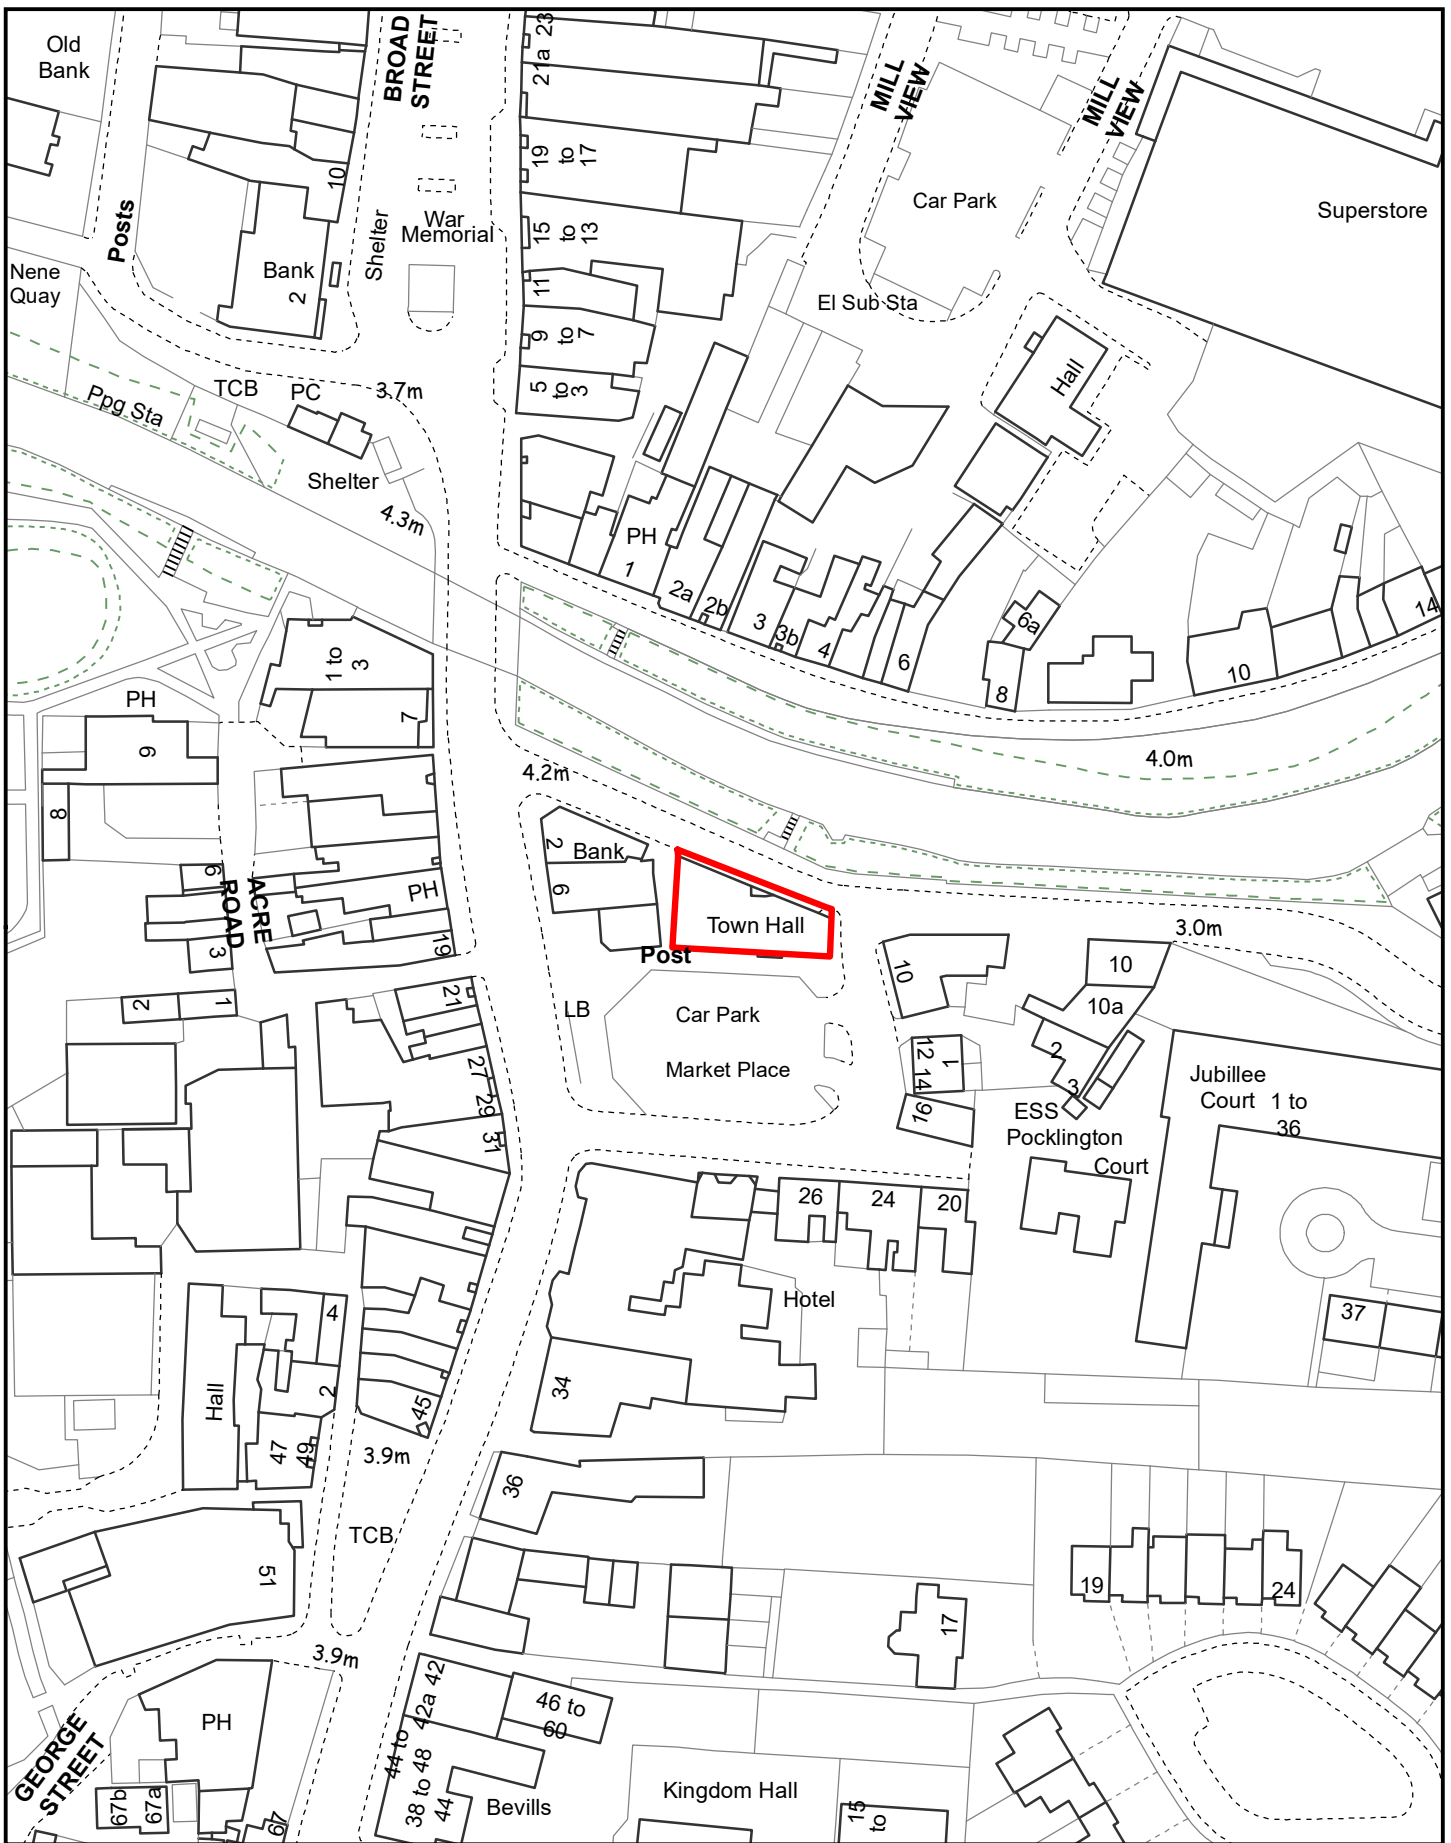 Old
Bank
BROAD
STREET
23
21a
MILL
VIEW
MILL
VIEW
19
to
17
Car Park
Superstore
10
Posts
Shelter
War
Memorial
15
to
13
Nene
Quay
Bank
2
11
El Sub Sta
9
to
7
Hall
5
to
3
TCB
PC
3.7m
Ppg Sta
Shelter
4.3m
PH
1
2a
2b
3
3b
4
6
6a
8
10
14
1 to
3
7
PH
9
4.0m
4.2m
8
2
Bank
6
6
ACRE
ROAD
PH
Town Hall
3.0m
3
19
Post
10
10
10a
2
1
21
LB
Car Park
Market Place
12
14
1
2
3
27
29
31
16
ESS
Pocklington
Court
Jubillee
Court
1 to
36
26
24
20
Hotel
4
37
Hall
2
34
45
47
49
3.9m
36
TCB
51
19
24
17
3.9m
PH
GEORGE
STREET
42
42a
44 to
46 to
60
38 to 48
44
Bevills
Kingdom Hall
15
to
67b
67a
67